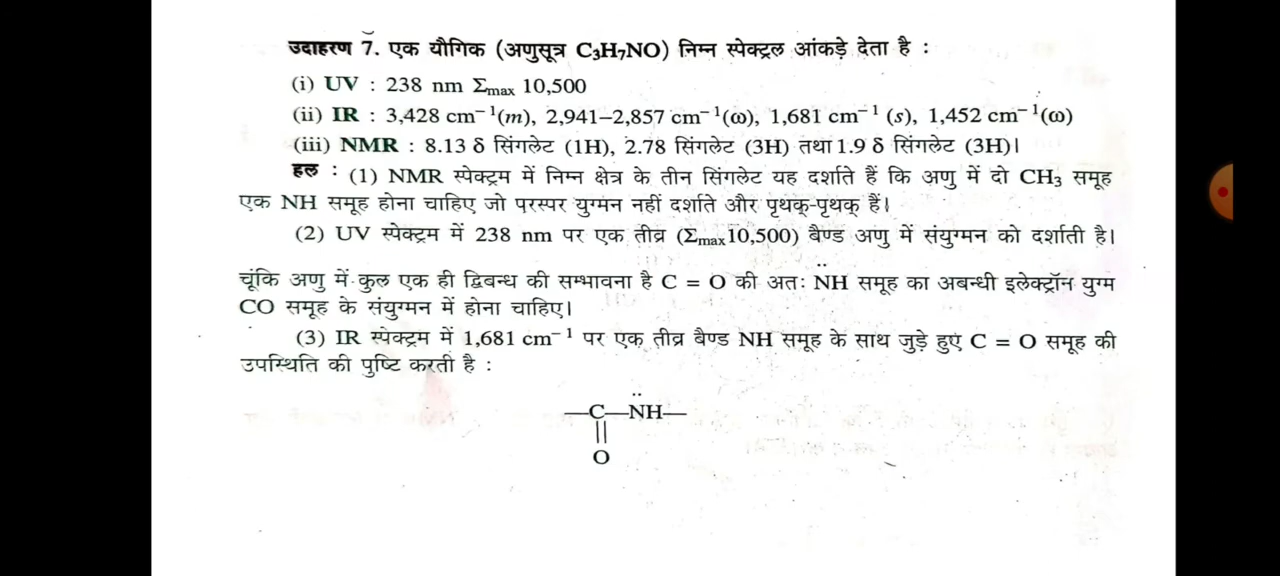 उदाहरण 7. एक यौगिक (अणुसूत्र C₃H₇NO) निम्न स्पेक्ट्रल आंकड़े देता है :
(i) UV : 238 nm Σmax 10,500
(ii) IR : 3,428 cm⁻¹(m), 2,941–2,857 cm⁻¹(ω), 1,681 cm⁻¹ (s), 1,452 cm⁻¹(ω)
(iii) NMR : 8.13 δ सिंगलेट (1H), 2.78 सिंगलेट (3H) तथा 1.9 δ सिंगलेट (3H)।
हल : (1) NMR स्पेक्ट्रम में निम्न क्षेत्र के तीन सिंगलेट यह दर्शाते हैं कि अणु में दो CH₃ समूह
एक NH समूह होना चाहिए जो परस्पर युग्मन नहीं दर्शाते और पृथक्-पृथक् हैं।
(2) UV स्पेक्ट्रम में 238 nm पर एक तीव्र (Σmax10,500) बैण्ड अणु में संयुग्मन को दर्शाती है।
चूंकि अणु में कुल एक ही द्विबन्ध की सम्भावना है C = O की अतः N̈H समूह का अबन्धी इलेक्ट्रॉन युग्म
CO समूह के संयुग्मन में होना चाहिए।
(3) IR स्पेक्ट्रम में 1,681 cm⁻¹ पर एक तीव्र बैण्ड NH समूह के साथ जुड़े हुए C = O समूह की
उपस्थिति की पुष्टि करती है :
—C—N̈H—
||
O